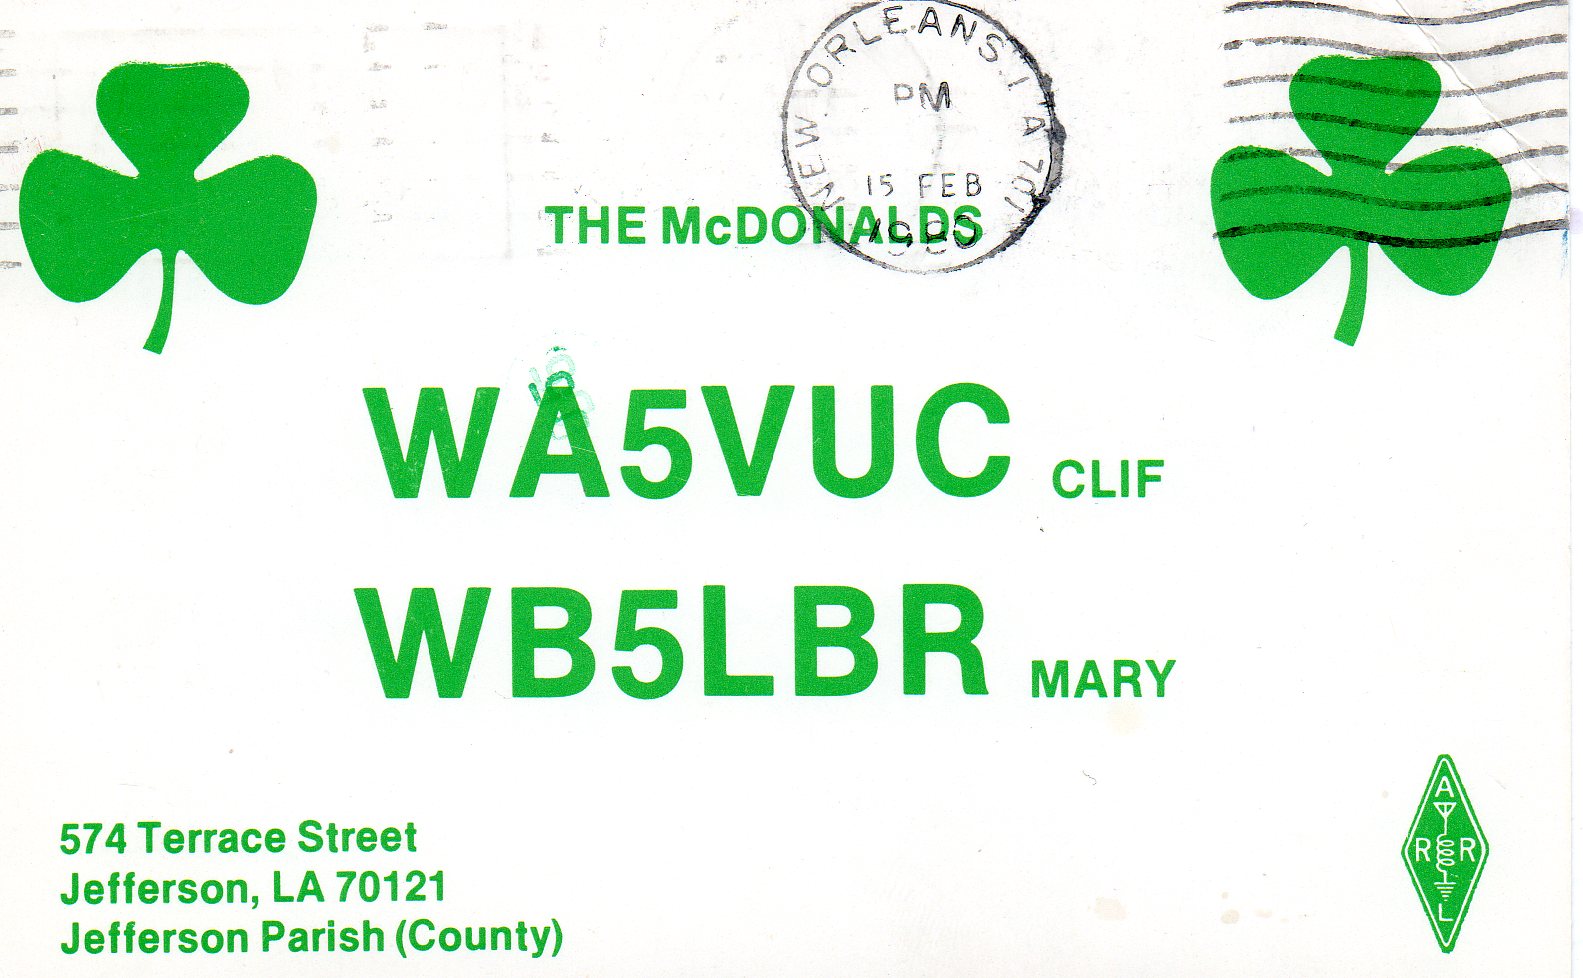 NEW ORLEANS, LA 701
PM
15 FEB
1980
THE McDONALDS
WA5VUC CLIF
WB5LBR MARY
574 Terrace Street
Jefferson, LA 70121
Jefferson Parish (County)
A
R R
L